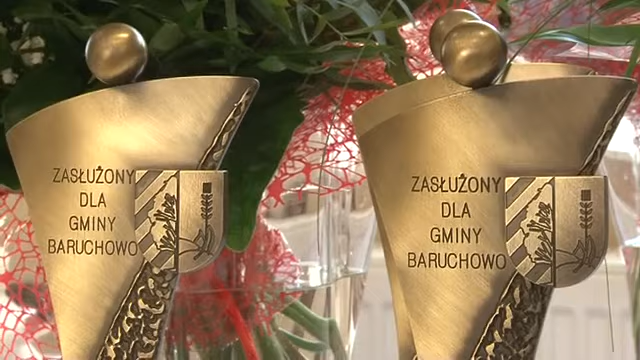 ZASŁUŻONY
DLA
GMINY
BARUCHOWO
ZASŁUŻONY
DLA
GMINY
BARUCHOWO